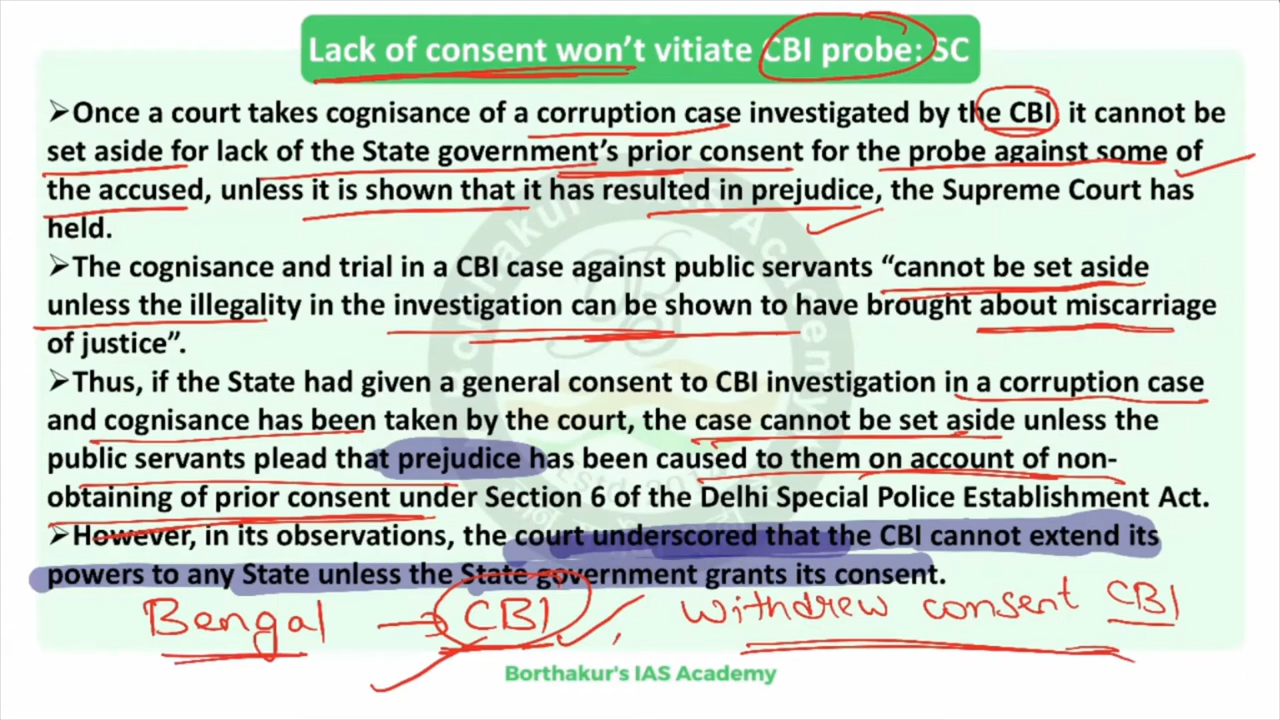 Lack of consent won't vitiate CBI probe: SC
➢Once a court takes cognisance of a corruption case investigated by the CBI it cannot be
set aside for lack of the State government's prior consent for the probe against some of
the accused, unless it is shown that it has resulted in prejudice, the Supreme Court has
held.
➢The cognisance and trial in a CBI case against public servants “cannot be set aside
unless the illegality in the investigation can be shown to have brought about miscarriage
of justice”.
➢Thus, if the State had given a general consent to CBI investigation in a corruption case
and cognisance has been taken by the court, the case cannot be set aside unless the
public servants plead that prejudice has been caused to them on account of non-
obtaining of prior consent under Section 6 of the Delhi Special Police Establishment Act.
➢However, in its observations, the court underscored that the CBI cannot extend its
powers to any State unless the State government grants its consent.
Bengal → CBI withdrew consent CBI
Borthakur's IAS Academy